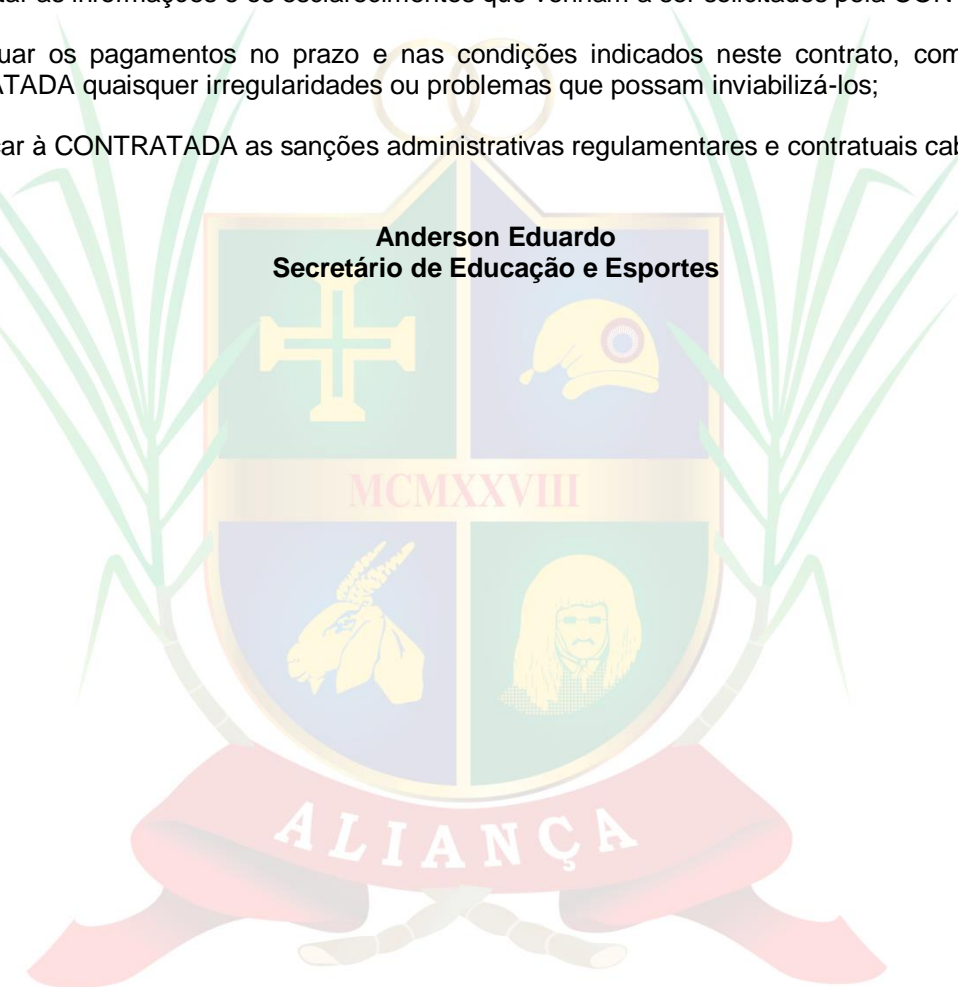 tar as informações e os esclarecimentos que venham a ser solicitados pela CON
uar os pagamentos no prazo e nas condições indicados neste contrato, com
ATADA quaisquer irregularidades ou problemas que possam inviabilizá-los;
ar à CONTRATADA as sanções administrativas regulamentares e contratuais cab
Anderson Eduardo
Secretário de Educação e Esportes
MCMXXVIII
ALIANÇA